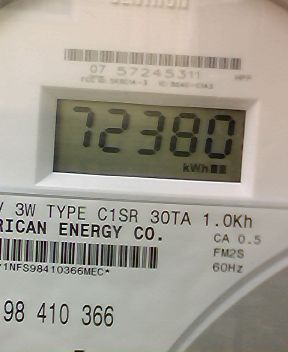 07 57245311
72380
kWh
V 3W TYPE C1SR 30TA 1.0Kh
RICAN ENERGY CO.
CA 0.5
FM2S
60Hz
1NFS98410366MEC*
98 410 366